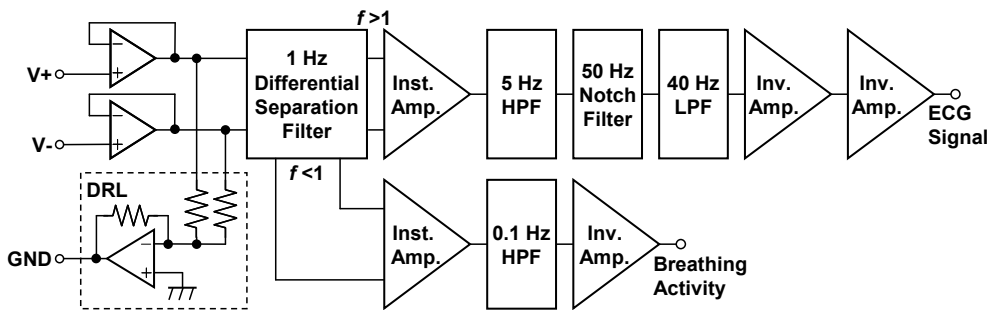 f >1
V+
−
+
1 Hz
Differential
Separation
Filter
Inst.
Amp.
5 Hz
HPF
50 Hz
Notch
Filter
40 Hz
LPF
Inv.
Amp.
Inv.
Amp.
ECG
Signal
V-
−
+
f <1
DRL
GND
−
+
Inst.
Amp.
0.1 Hz
HPF
Inv.
Amp.
Breathing
Activity